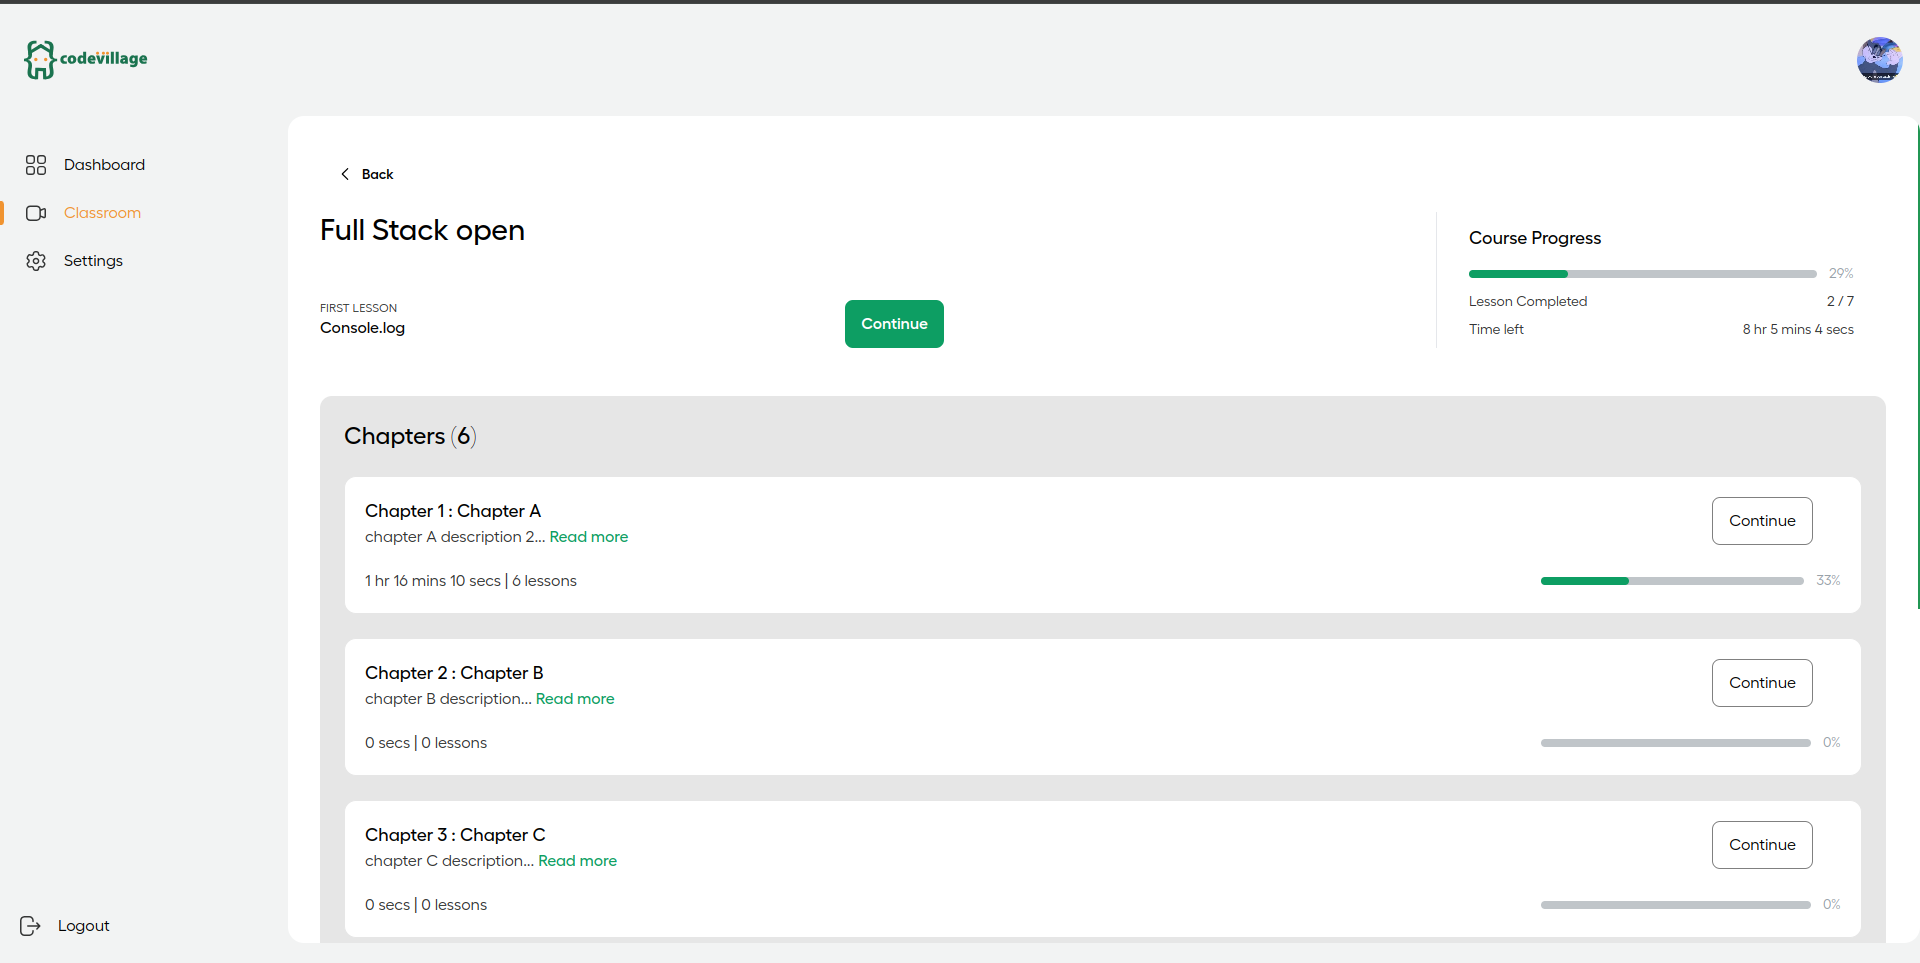 codevillage
Dashboard
Classroom
Settings
Logout
Back
Full Stack open
FIRST LESSON
Console.log
Continue
Course Progress
29%
Lesson Completed 2 / 7
Time left 8 hr 5 mins 4 secs
Chapters (6)
Chapter 1 : Chapter A
chapter A description 2... Read more
Continue
1 hr 16 mins 10 secs | 6 lessons
33%
Chapter 2 : Chapter B
chapter B description... Read more
Continue
0 secs | 0 lessons
0%
Chapter 3 : Chapter C
chapter C description... Read more
Continue
0 secs | 0 lessons
0%